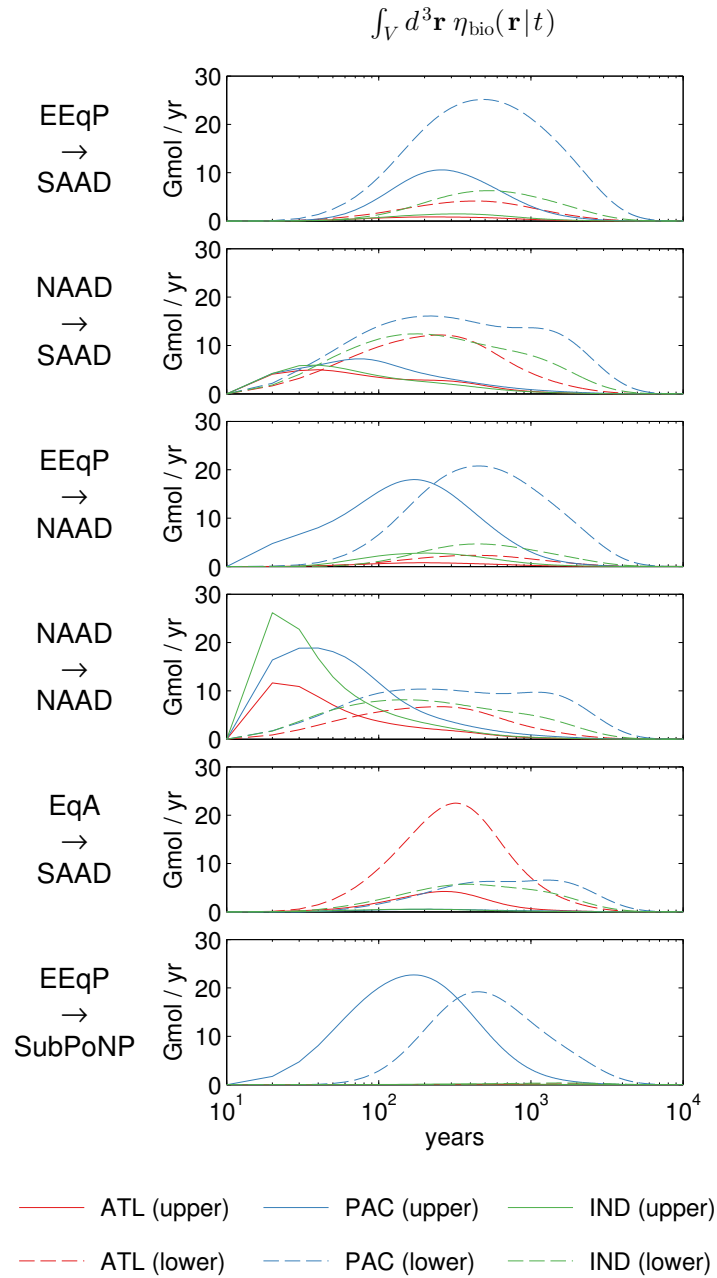 ∫_V d³r η_bio(r|t)
EEqP
→
SAAD
Gmol / yr
30
20
10
0
NAAD
→
SAAD
Gmol / yr
30
20
10
0
EEqP
→
NAAD
Gmol / yr
30
20
10
0
NAAD
→
NAAD
Gmol / yr
30
20
10
0
EqA
→
SAAD
Gmol / yr
30
20
10
0
EEqP
→
SubPoNP
Gmol / yr
30
20
10
0
10¹ 10² 10³ 10⁴
years
ATL (upper) PAC (upper) IND (upper)
ATL (lower) PAC (lower) IND (lower)